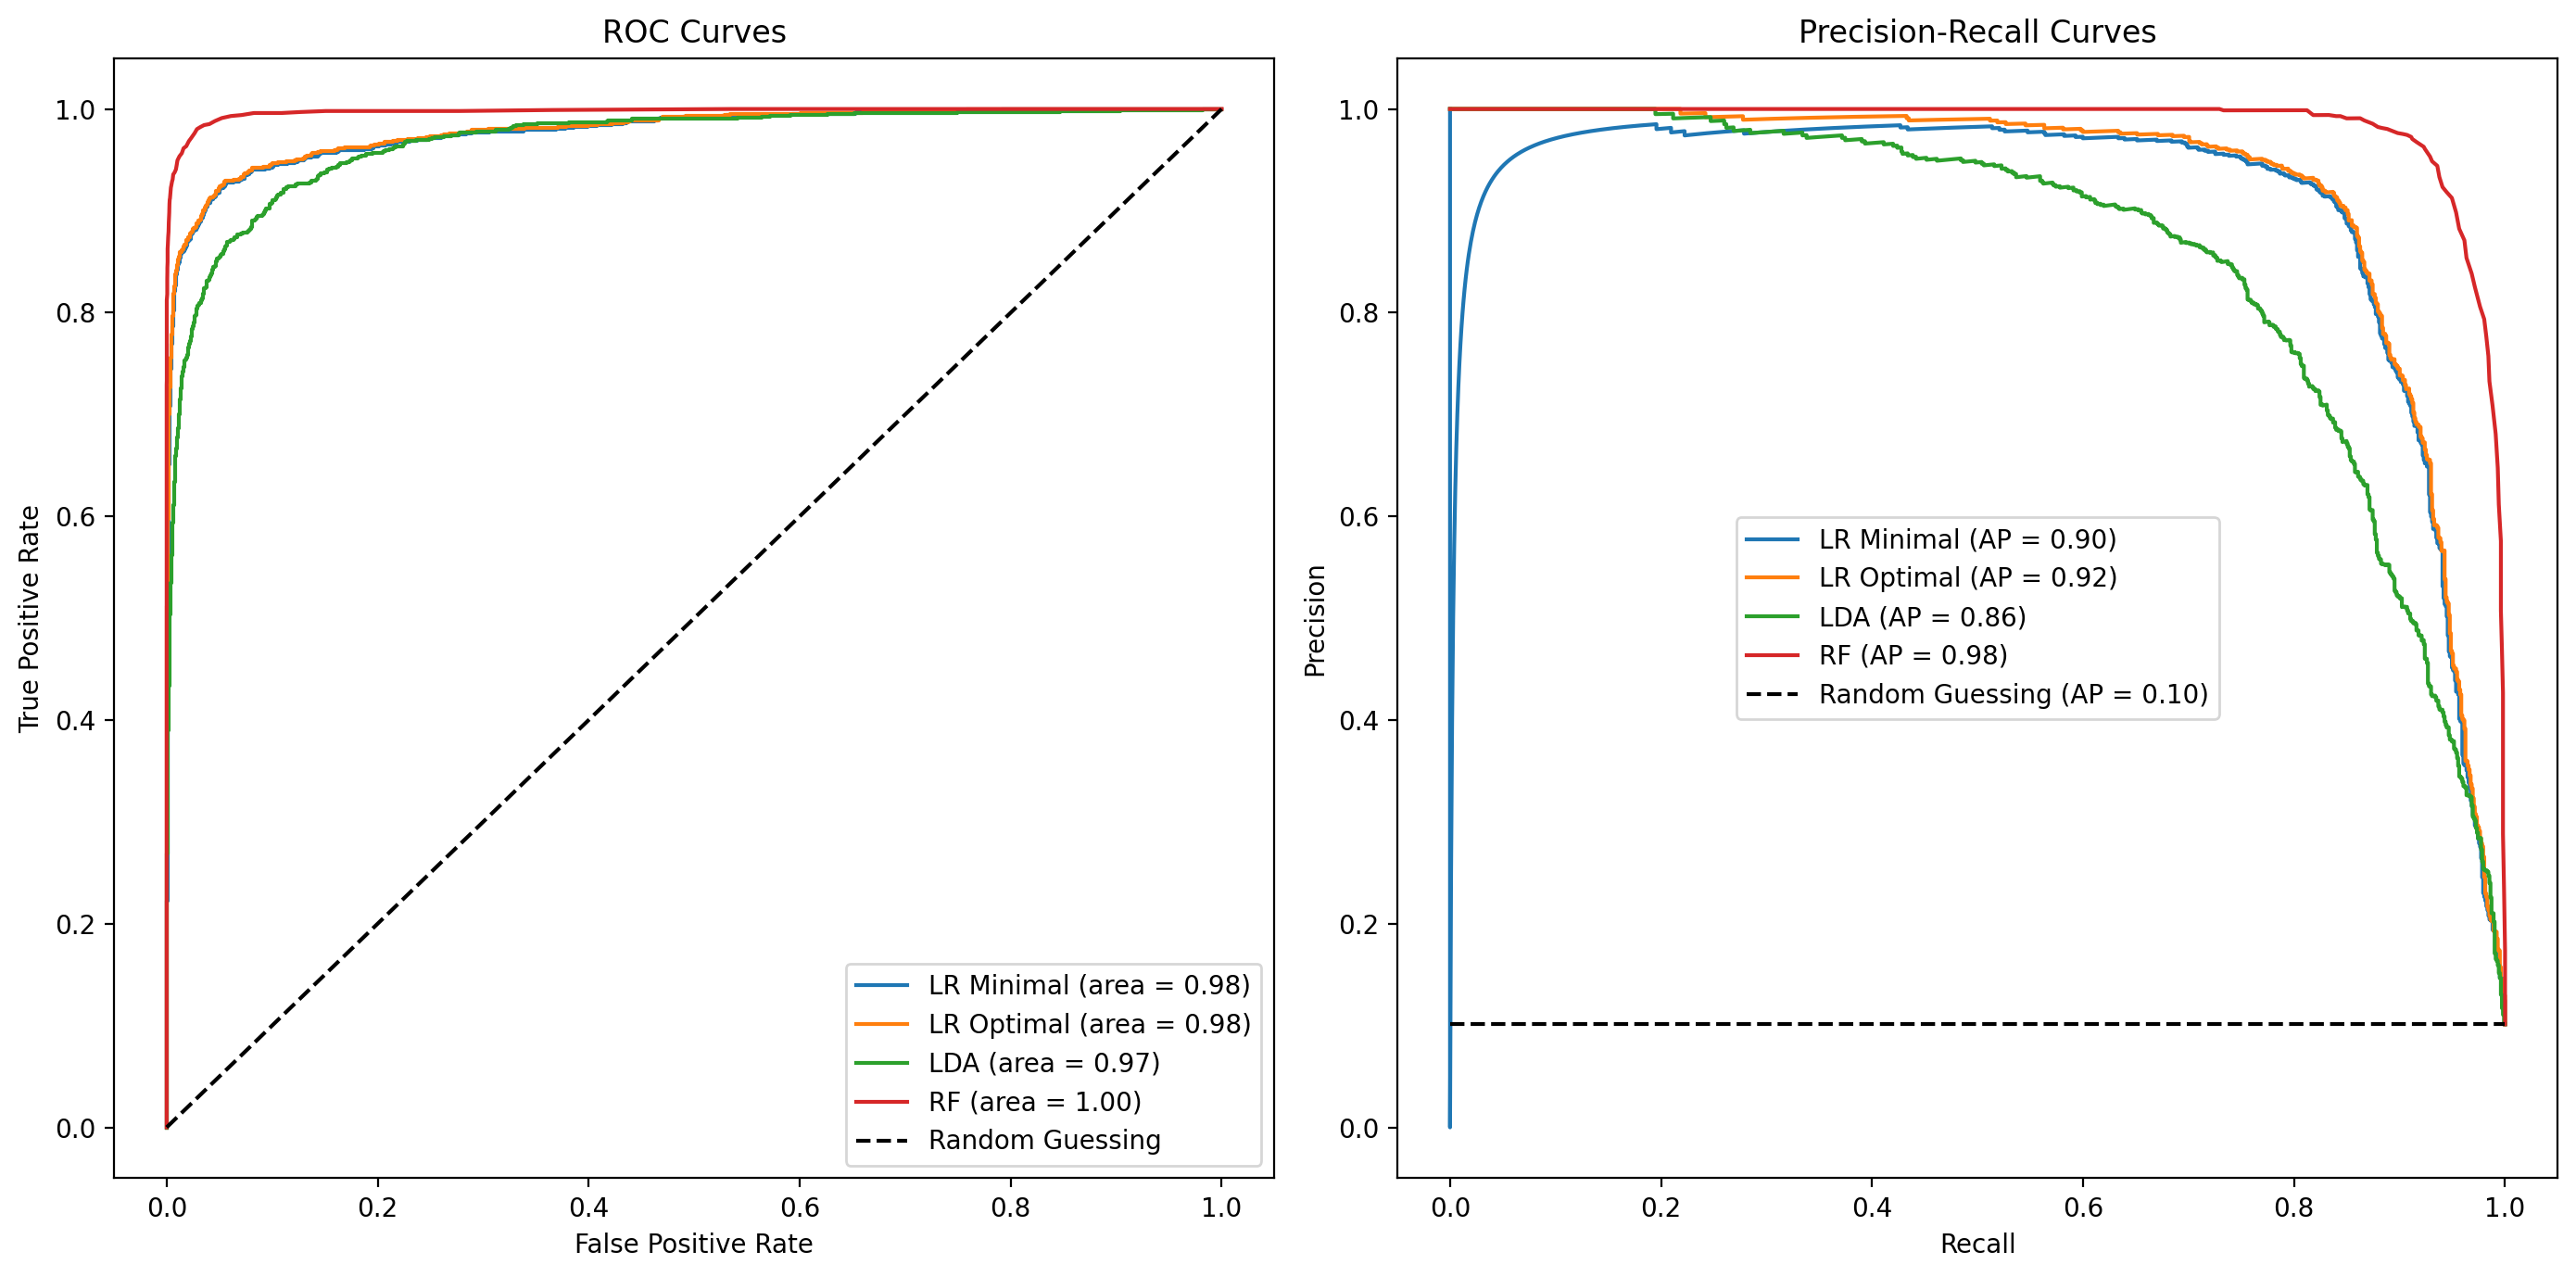 ROC Curves
True Positive Rate
1.0
0.8
0.6
0.4
0.2
0.0
LR Minimal (area = 0.98)
LR Optimal (area = 0.98)
LDA (area = 0.97)
RF (area = 1.00)
Random Guessing
0.0 0.2 0.4 0.6 0.8 1.0
False Positive Rate
Precision-Recall Curves
Precision
1.0
0.8
0.6
0.4
0.2
0.0
LR Minimal (AP = 0.90)
LR Optimal (AP = 0.92)
LDA (AP = 0.86)
RF (AP = 0.98)
Random Guessing (AP = 0.10)
0.0 0.2 0.4 0.6 0.8 1.0
Recall